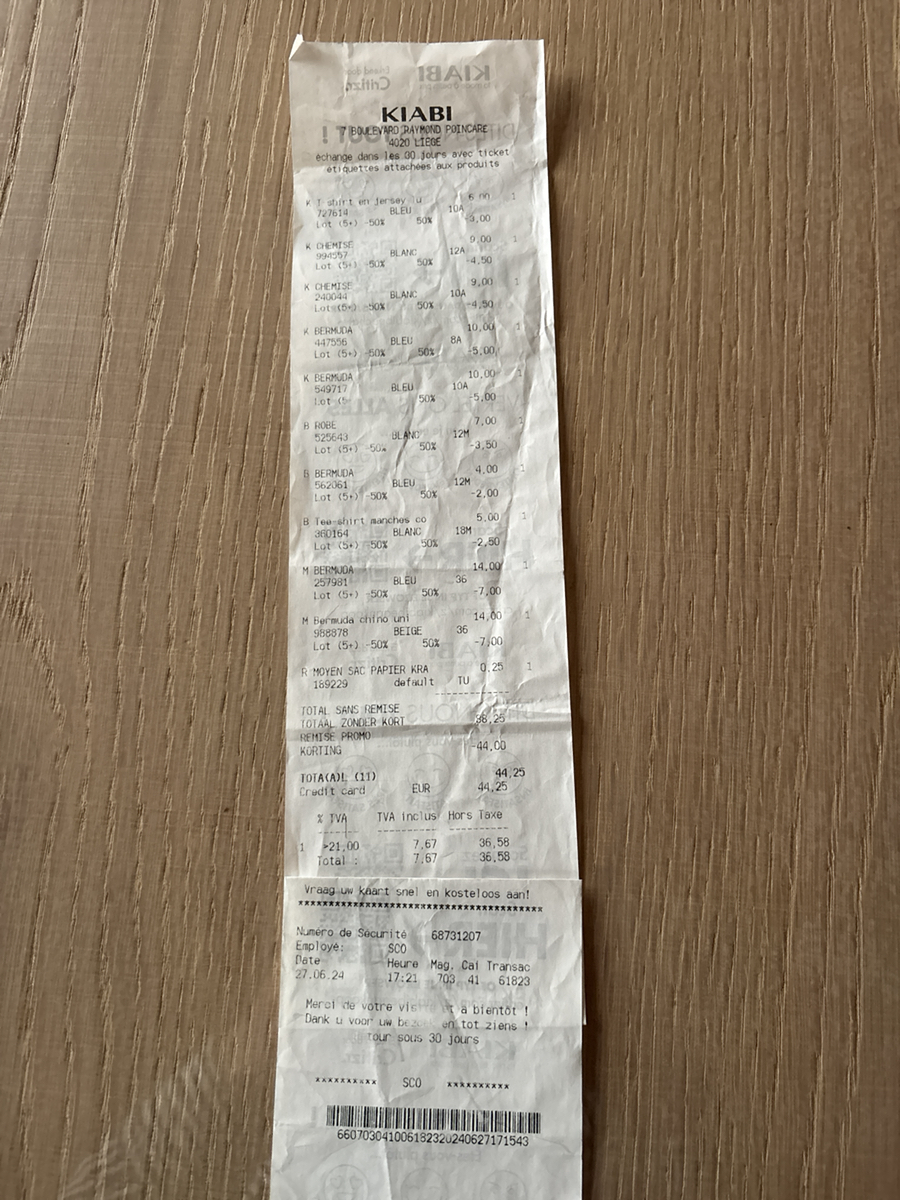 KIABI
7 BOULEVARD RAYMOND POINCARE
4020 LIEGE
échange dans les 30 jours avec ticket
étiquettes attachées aux produits
K T shirt en jersey lu 6,00 1
727614 BLEU 10A
Lot (5+) -50% 50% -3,00
K CHEMISE 9,00 1
994557 BLANC 12A
Lot (5+) -50% 50% -4,50
K CHEMISE 9,00 1
240044 BLANC 10A
Lot (5+) -50% 50% -4,50
K BERMUDA 10,00 1
447556 BLEU 8A
Lot (5+) -50% 50% -5,00
K BERMUDA 10,00 1
549717 BLEU 10A
Lot (5+ 50% -5,00
B ROBE 7,00 1
525643 BLANC 12M
Lot (5+) -50% 50% -3,50
B BERMUDA 4,00 1
562061 BLEU 12M
Lot (5+) -50% 50% -2,00
B Tee-shirt manches co 5,00 1
360164 BLANC 18M
Lot (5+) -50% 50% -2,50
M BERMUDA 14,00 1
257981 BLEU 36
Lot (5+) -50% 50% -7,00
M Bermuda chino uni 14,00 1
988878 BEIGE 36
Lot (5+) -50% 50% -7,00
R MOYEN SAC PAPIER KRA 0,25 1
189229 default TU
TOTAL SANS REMISE
TOTAAL ZONDER KORT 88,25
REMISE PROMO
KORTING -44,00
TOTA(A)L (11) 44,25
Credit card EUR 44,25
% TVA TVA inclus Hors Taxe
1 >21,00 7,67 36,58
Total : 7,67 36,58
Vraag uw kaart snel en kosteloos aan!
******************************************
Numéro de Sécurité 68731207
Employé: SCO
Date Heure Mag. Cai Transac
27.06.24 17:21 703 41 61823
Merci de votre vis et à bientôt !
Dank u voor uw en tot ziens !
tour sous 30 jours
********** SCO **********
6607030410061823202406271715​43